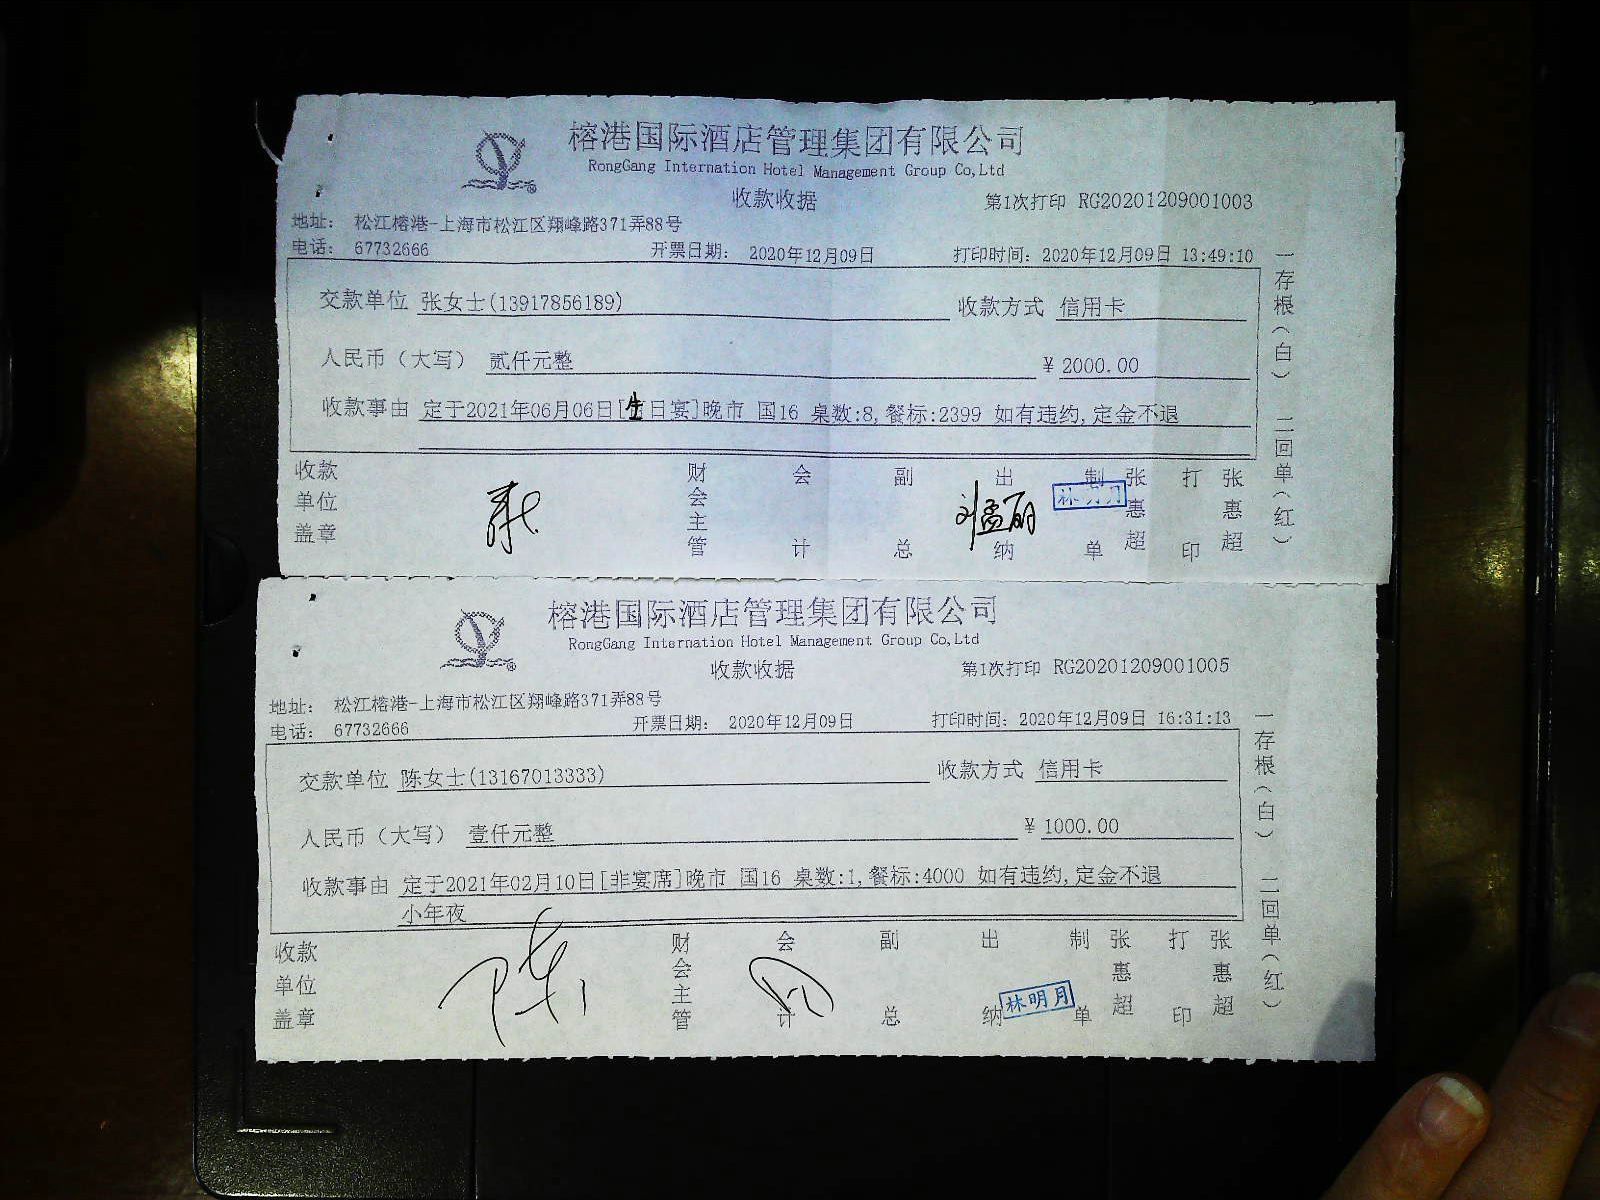 榕港国际酒店管理集团有限公司
RongGang Internation Hotel Management Group Co,Ltd
收款收据 第1次打印 RG20201209001003
地址： 松江榕港-上海市松江区翔峰路371弄88号
电话： 67732666 开票日期： 2020年12月09日 打印时间：2020年12月09日 13:49:10
交款单位 张女士(13917856189) 收款方式 信用卡
人民币（大写） 贰仟元整 ¥ 2000.00
收款事由 定于2021年06月06日[生日宴]晚市 国16 桌数:8,餐标:2399 如有违约,定金不退
收款单位盖章 财会主管 会计 副总 出纳 刘孟丽 制单 林明月 张惠超 打印 张惠超
一存根（白） 二回单（红）
榕港国际酒店管理集团有限公司
RongGang Internation Hotel Management Group Co,Ltd
收款收据 第1次打印 RG20201209001005
地址： 松江榕港-上海市松江区翔峰路371弄88号
电话： 67732666 开票日期： 2020年12月09日 打印时间：2020年12月09日 16:31:13
交款单位 陈女士(13167013333) 收款方式 信用卡
人民币（大写） 壹仟元整 ¥ 1000.00
收款事由 定于2021年02月10日[非宴席]晚市 国16 桌数:1,餐标:4000 如有违约,定金不退
小年夜
收款单位盖章 财会主管 会计 副总 出纳 林明月 制单 张惠超 打印 张惠超
一存根（白） 二回单（红）